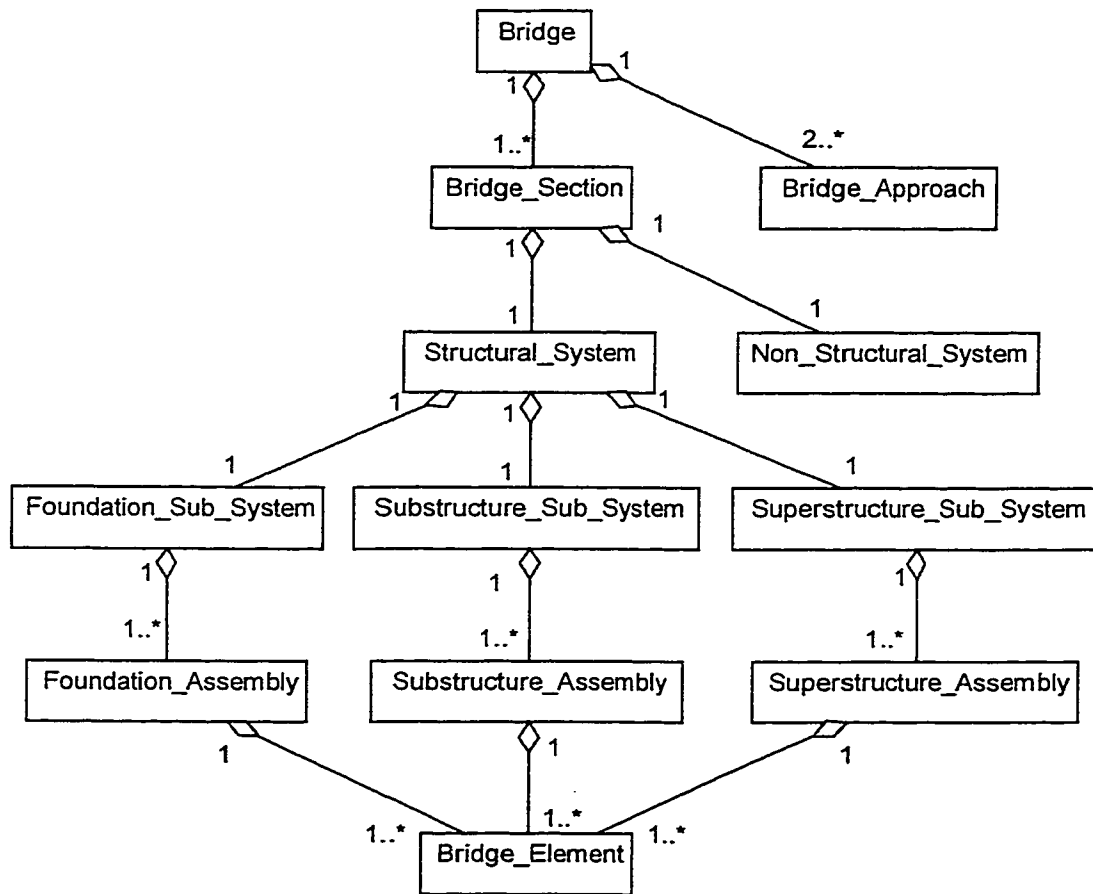 Bridge
1 1
1..* 2..*
Bridge_Section Bridge_Approach
1 1
1 1
Structural_System Non_Structural_System
1 1 1
1 1 1
Foundation_Sub_System Substructure_Sub_System Superstructure_Sub_System
1 1 1
1..* 1..* 1..*
Foundation_Assembly Substructure_Assembly Superstructure_Assembly
1 1 1
1..* 1..* 1..*
Bridge_Element